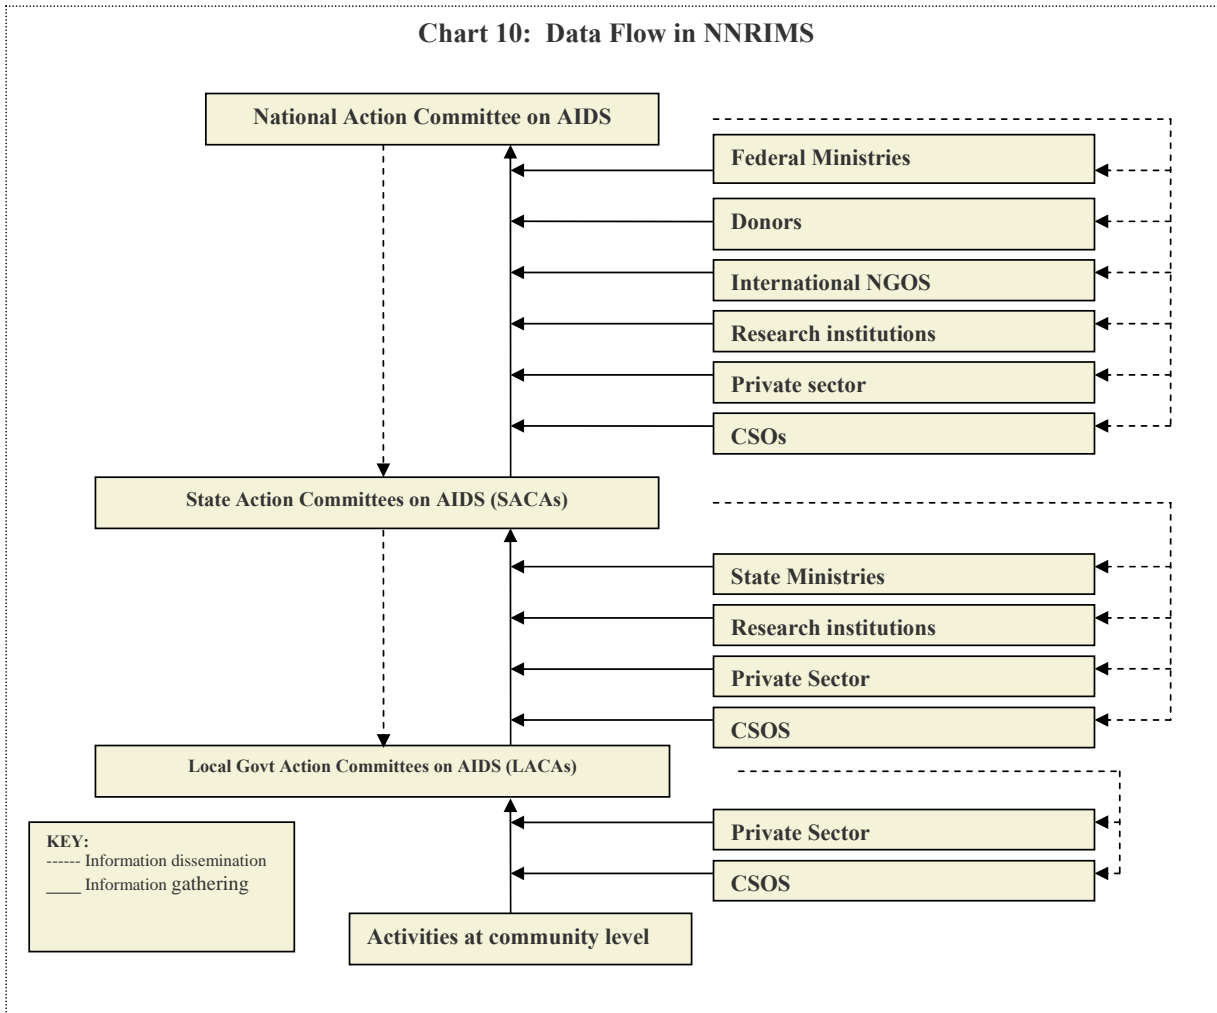 Chart 10: Data Flow in NNRIMS
National Action Committee on AIDS
Federal Ministries
Donors
International NGOS
Research institutions
Private sector
CSOs
State Action Committees on AIDS (SACAs)
State Ministries
Research institutions
Private Sector
CSOS
Local Govt Action Committees on AIDS (LACAs)
Private Sector
CSOS
KEY:
------ Information dissemination
____ Information gathering
Activities at community level